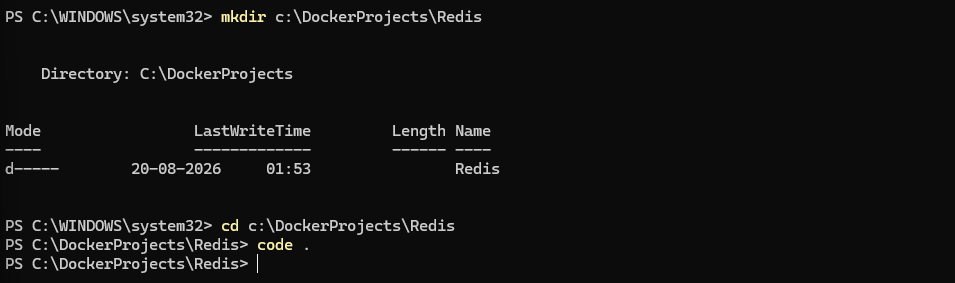 PS C:\WINDOWS\system32> mkdir c:\DockerProjects\Redis
Directory: C:\DockerProjects
Mode LastWriteTime Length Name
---- ------------- ------ ----
d----- 20-08-2026 01:53 Redis
PS C:\WINDOWS\system32> cd c:\DockerProjects\Redis
PS C:\DockerProjects\Redis> code .
PS C:\DockerProjects\Redis>